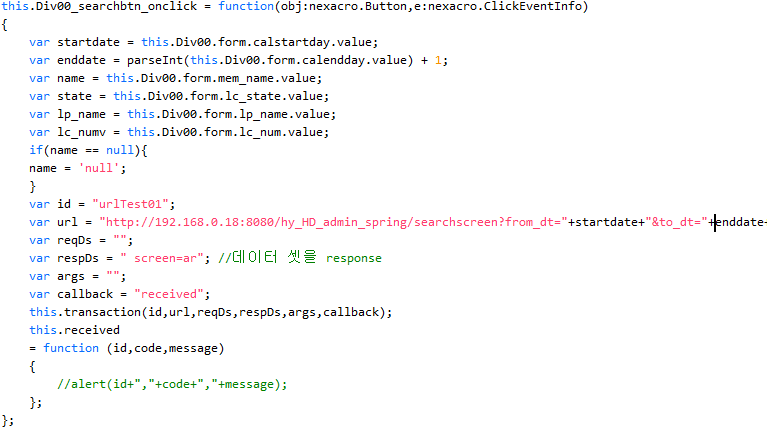 this.Div00_searchbtn_onclick = function(obj:nexacro.Button,e:nexacro.ClickEventInfo)
{
    var startdate = this.Div00.form.calstartday.value;
    var enddate = parseInt(this.Div00.form.calendday.value) + 1;
    var name = this.Div00.form.mem_name.value;
    var state = this.Div00.form.lc_state.value;
    var lp_name = this.Div00.form.lp_name.value;
    var lc_numv = this.Div00.form.lc_num.value;
    if(name == null){
    name = 'null';
    }
    var id = "urlTest01";
    var url = "http://192.168.0.18:8080/hy_HD_admin_spring/searchscreen?from_dt="+startdate+"&to_dt="+enddate+
    var reqDs = "";
    var respDs = " screen=ar"; //데이터 셋을 response
    var args = "";
    var callback = "received";
    this.transaction(id,url,reqDs,respDs,args,callback);
    this.received
    = function (id,code,message)
    {
        //alert(id+","+code+","+message);
    };
};